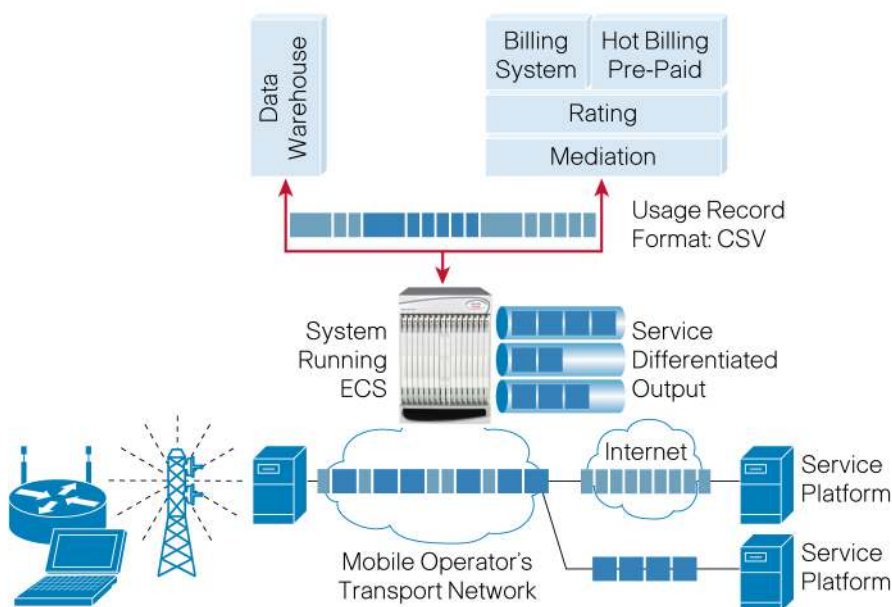 Data
Warehouse
Billing
System
Hot Billing
Pre-Paid
Rating
Mediation
Usage Record
Format: CSV
System
Running
ECS
Service
Differentiated
Output
Internet
Service
Platform
Mobile Operator's
Transport Network
Service
Platform